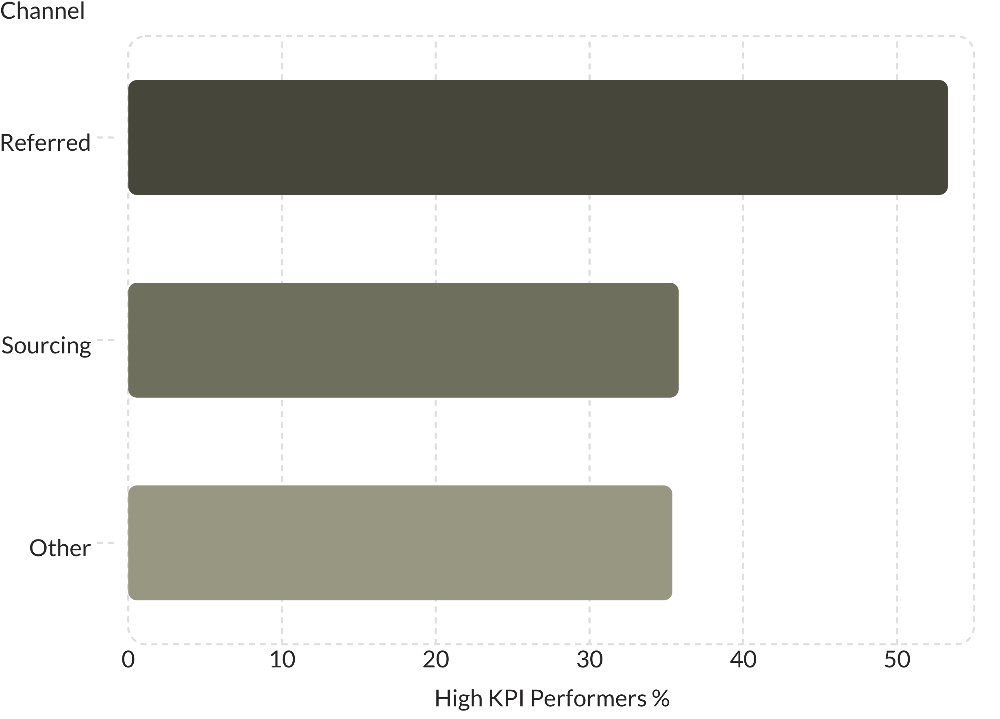 Channel
Referred
Sourcing
Other
0 10 20 30 40 50
High KPI Performers %